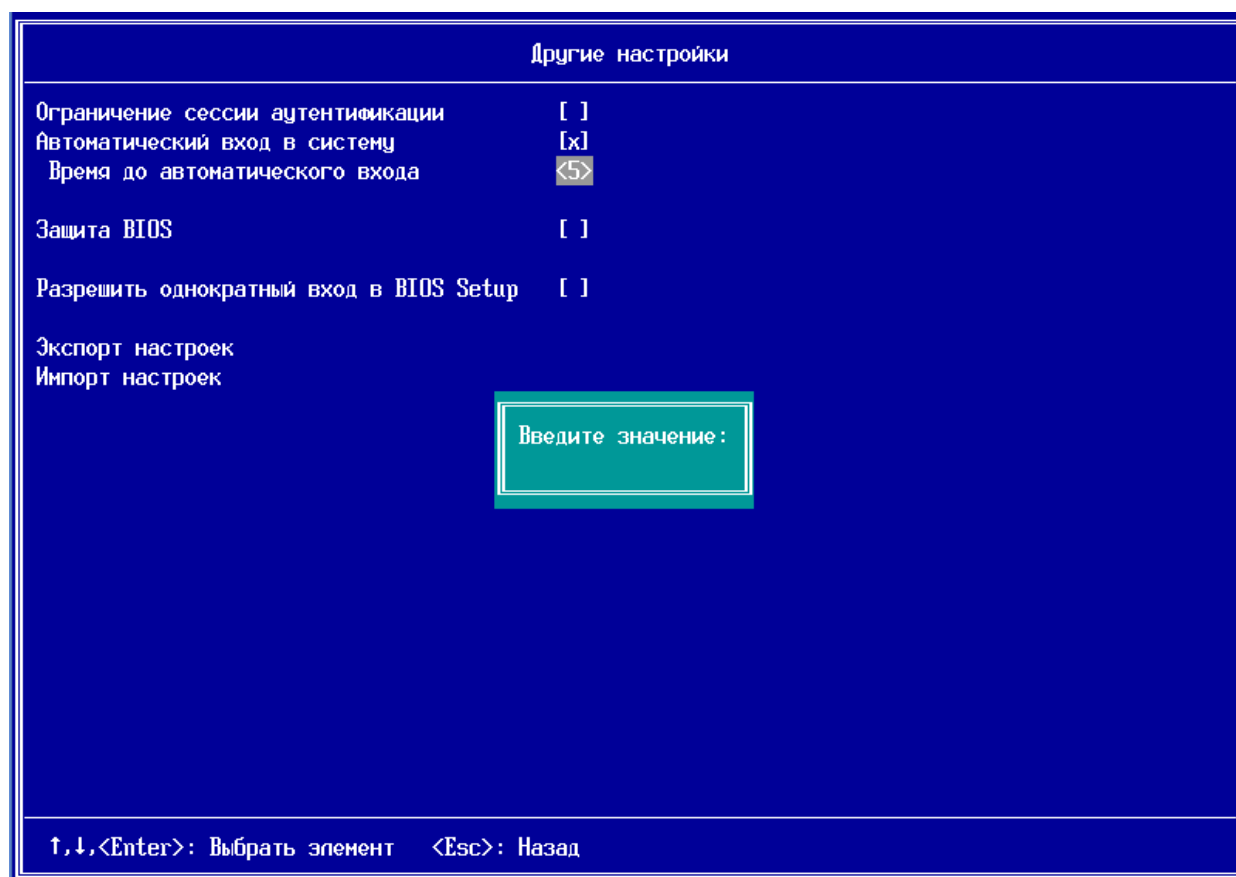 Другие настройки
Ограничение сессии аутентификации [ ]
Автоматический вход в систему [x]
Время до автоматического входа <5>
Защита BIOS [ ]
Разрешить однократный вход в BIOS Setup [ ]
Экспорт настроек
Импорт настроек
Введите значение:
↑,↓,<Enter>: Выбрать элемент <Esc>: Назад